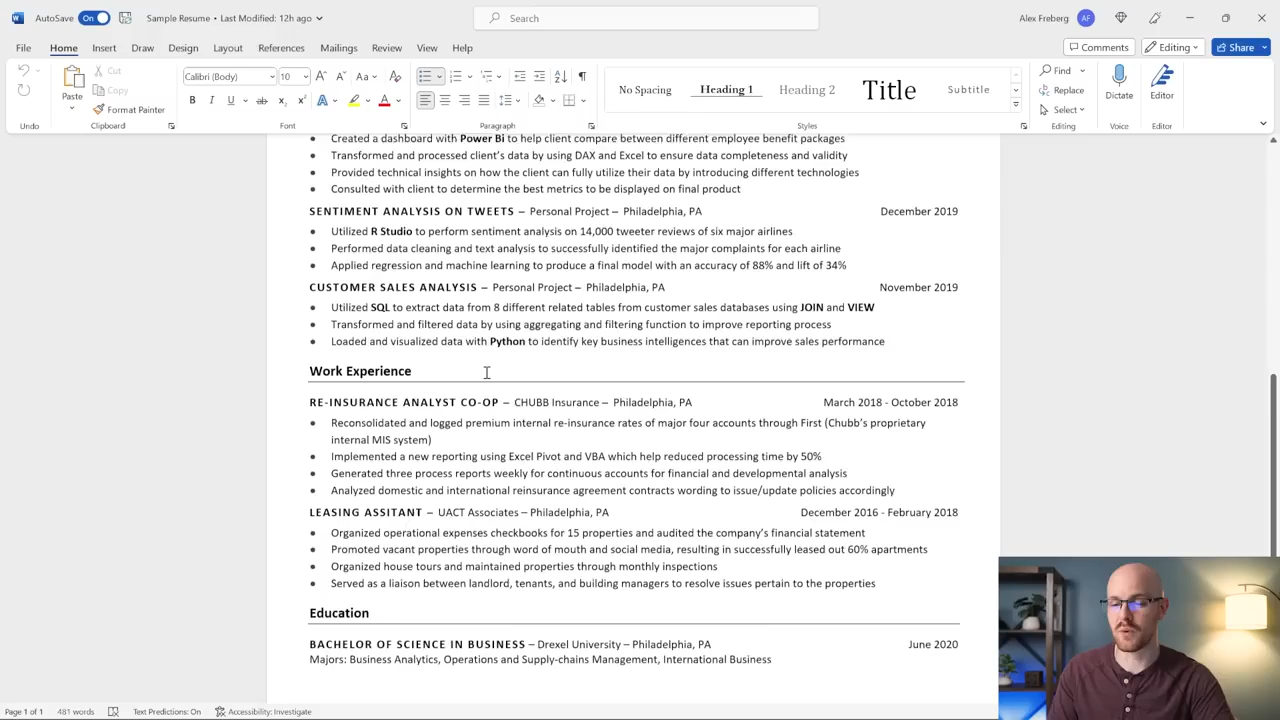 AutoSave On Sample Resume • Last Modified: 12h ago Search Alex Freberg AF
File Home Insert Draw Design Layout References Mailings Review View Help Comments Editing Share
Paste Cut Copy Format Painter
Calibri (Body) 10
No Spacing Heading 1 Heading 2 Title Subtitle
Find Replace Select Dictate Editor
Undo Clipboard Font Paragraph Styles Editing Voice Editor
Created a dashboard with Power Bi to help client compare between different employee benefit packages
Transformed and processed client's data by using DAX and Excel to ensure data completeness and validity
Provided technical insights on how the client can fully utilize their data by introducing different technologies
Consulted with client to determine the best metrics to be displayed on final product
SENTIMENT ANALYSIS ON TWEETS – Personal Project – Philadelphia, PA December 2019
Utilized R Studio to perform sentiment analysis on 14,000 tweeter reviews of six major airlines
Performed data cleaning and text analysis to successfully identified the major complaints for each airline
Applied regression and machine learning to produce a final model with an accuracy of 88% and lift of 34%
CUSTOMER SALES ANALYSIS – Personal Project – Philadelphia, PA November 2019
Utilized SQL to extract data from 8 different related tables from customer sales databases using JOIN and VIEW
Transformed and filtered data by using aggregating and filtering function to improve reporting process
Loaded and visualized data with Python to identify key business intelligences that can improve sales performance
Work Experience
RE-INSURANCE ANALYST CO-OP – CHUBB Insurance – Philadelphia, PA March 2018 - October 2018
Reconsolidated and logged premium internal re-insurance rates of major four accounts through First (Chubb's proprietary
internal MIS system)
Implemented a new reporting using Excel Pivot and VBA which help reduced processing time by 50%
Generated three process reports weekly for continuous accounts for financial and developmental analysis
Analyzed domestic and international reinsurance agreement contracts wording to issue/update policies accordingly
LEASING ASSITANT – UACT Associates – Philadelphia, PA December 2016 - February 2018
Organized operational expenses checkbooks for 15 properties and audited the company's financial statement
Promoted vacant properties through word of mouth and social media, resulting in successfully leased out 60% apartments
Organized house tours and maintained properties through monthly inspections
Served as a liaison between landlord, tenants, and building managers to resolve issues pertain to the properties
Education
BACHELOR OF SCIENCE IN BUSINESS – Drexel University – Philadelphia, PA June 2020
Majors: Business Analytics, Operations and Supply-chains Management, International Business
Page 1 of 1 481 words Text Predictions: On Accessibility: Investigate